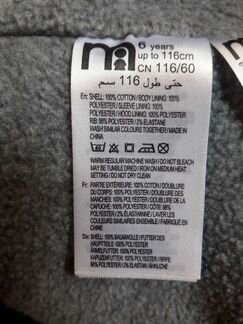 m
6 years
up to 116cm
CN 116/60
حتى طول 116 سم
En: SHELL: 100% COTTON / BODY LINING: 100%
POLYESTER / SLEEVE LINING: 100%
POLYESTER / HOOD LINING: 100% POLYESTER
RIB: 98% POLYESTER / 2% ELASTANE
WASH SIMILAR COLOURS TOGETHER / MADE IN
CHINA
WARM REGULAR MACHINE WASH / DO NOT BLEACH
MAY BE TUMBLE DRIED / IRON ON MEDIUM HEAT
SETTING / DO NOT DRY CLEAN
Fr: PARTIE EXTERIEURE: 100% COTON / DOUBLURE
DU CORPS: 100% POLYESTER / DOUBLURE DES
MANCHES: 100% POLYESTER / DOUBLURE DE LA
CAPUCHE: 100% POLYESTER / CÔTE: 98%
POLYESTER / 2% ÉLASTHANNE / LAVER LES
COULEURS SIMILAIRES ENSEMBLE / FABRIQUÉ EN
CHINE
De: SHELL: 100% BAUMWOLLE / FUTTER DES
HAUPTTEILS: 100% POLYESTER
ÄRMELFUTTER: 100% POLYESTER
KAPUZENFUTTER: 100% POLYESTER / RIPPE: 98%
POLYESTER / 2% ELASTAN / ÄHNLICHE